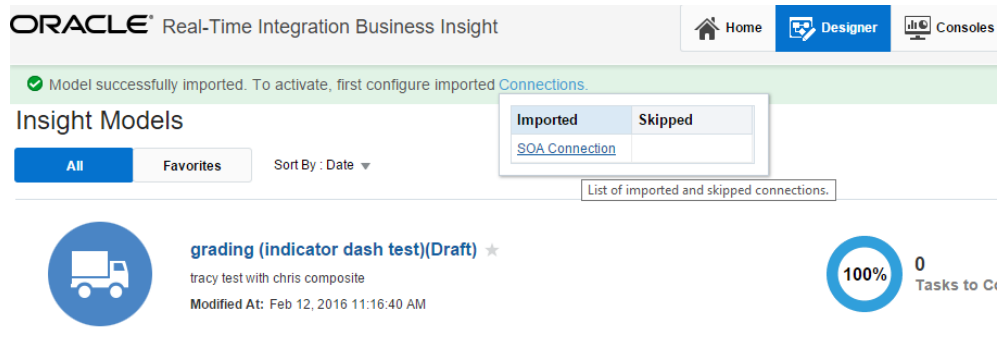 ORACLE® Real-Time Integration Business Insight
Home
Designer
Consoles
Model successfully imported. To activate, first configure imported Connections.
Insight Models
Imported
Skipped
SOA Connection
All
Favorites
Sort By : Date
List of imported and skipped connections.
grading (indicator dash test)(Draft)
tracy test with chris composite
Modified At: Feb 12, 2016 11:16:40 AM
100%
0
Tasks to Co